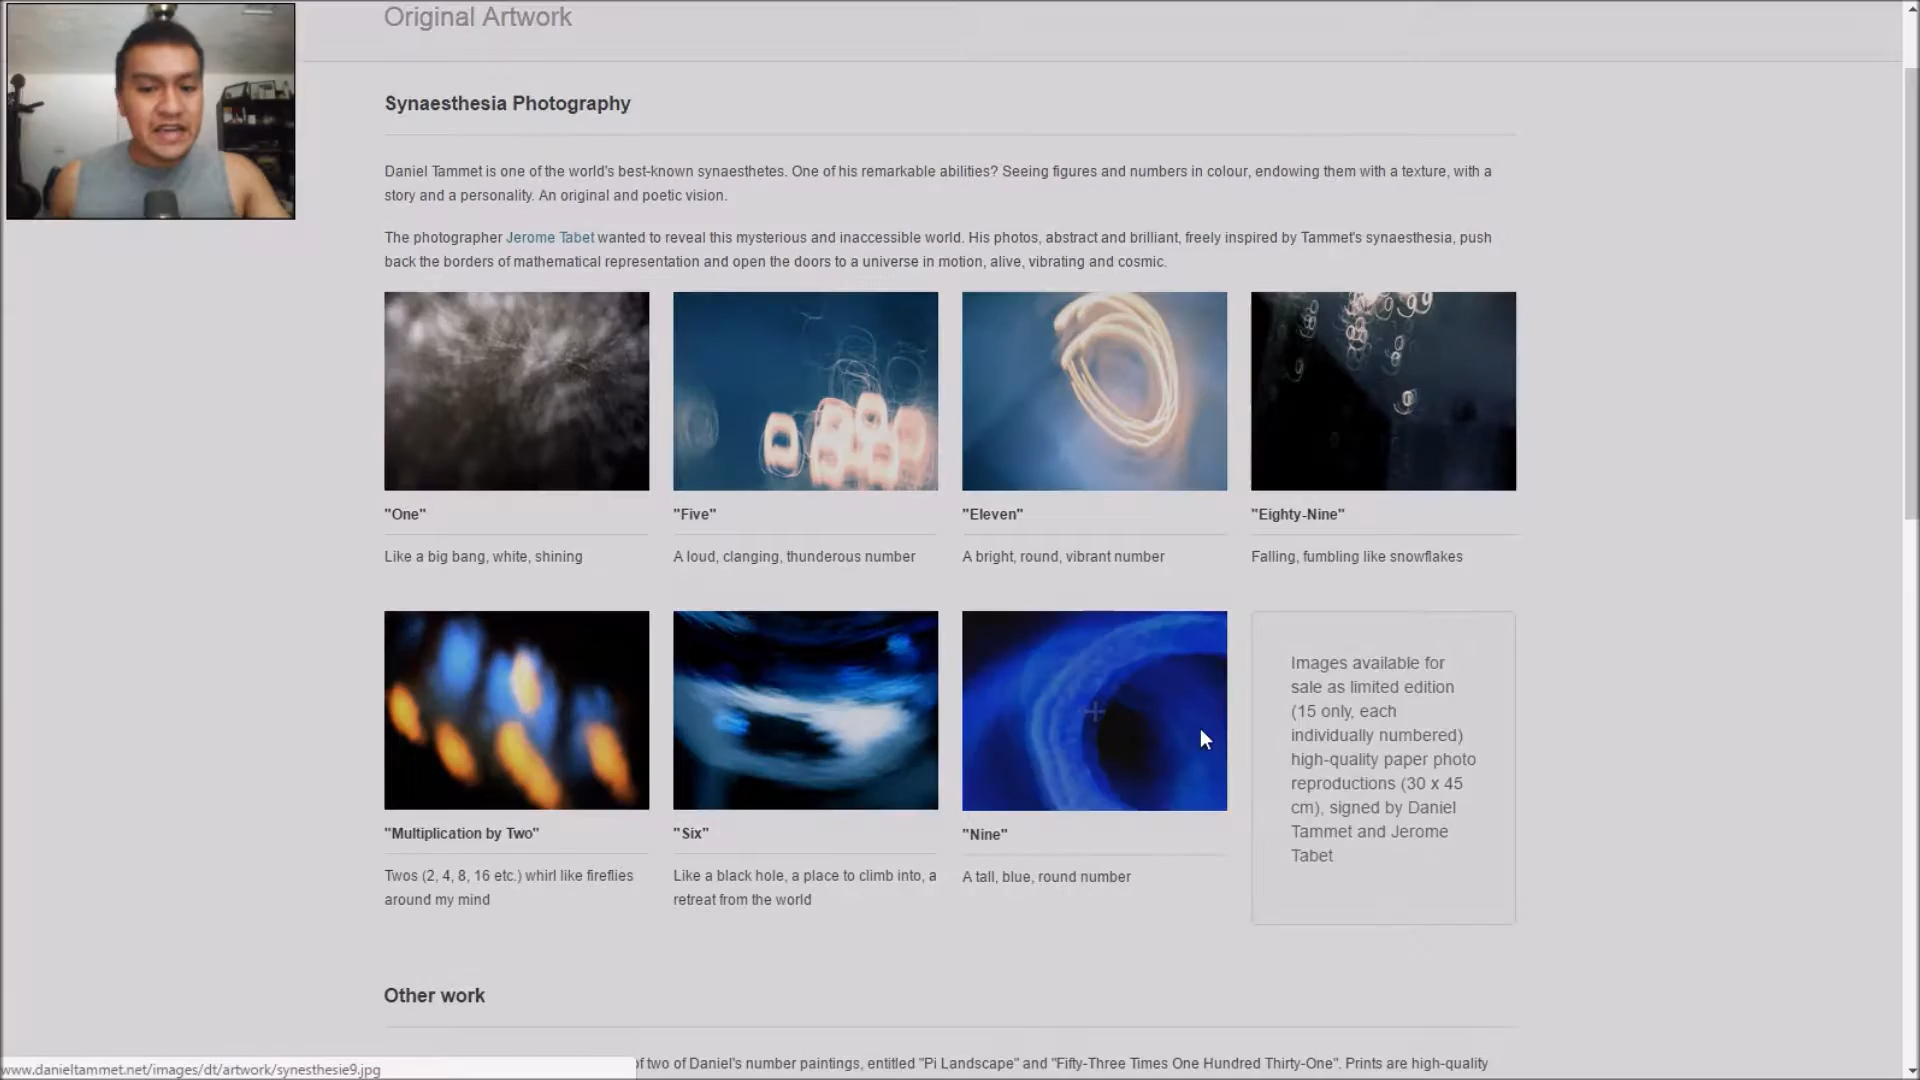 Original Artwork
Synaesthesia Photography
Daniel Tammet is one of the world's best-known synaesthetes. One of his remarkable abilities? Seeing figures and numbers in colour, endowing them with a texture, with a
story and a personality. An original and poetic vision.
The photographer Jerome Tabet wanted to reveal this mysterious and inaccessible world. His photos, abstract and brilliant, freely inspired by Tammet's synaesthesia, push
back the borders of mathematical representation and open the doors to a universe in motion, alive, vibrating and cosmic.
"One"
Like a big bang, white, shining
"Five"
A loud, clanging, thunderous number
"Eleven"
A bright, round, vibrant number
"Eighty-Nine"
Falling, fumbling like snowflakes
"Multiplication by Two"
Twos (2, 4, 8, 16 etc.) whirl like fireflies
around my mind
"Six"
Like a black hole, a place to climb into, a
retreat from the world
"Nine"
A tall, blue, round number
Images available for
sale as limited edition
(15 only, each
individually numbered)
high-quality paper photo
reproductions (30 x 45
cm), signed by Daniel
Tammet and Jerome
Tabet
Other work
of two of Daniel's number paintings, entitled "Pi Landscape" and "Fifty-Three Times One Hundred Thirty-One". Prints are high-quality
www.danieltammet.net/images/dt/artwork/synesthesie9.jpg